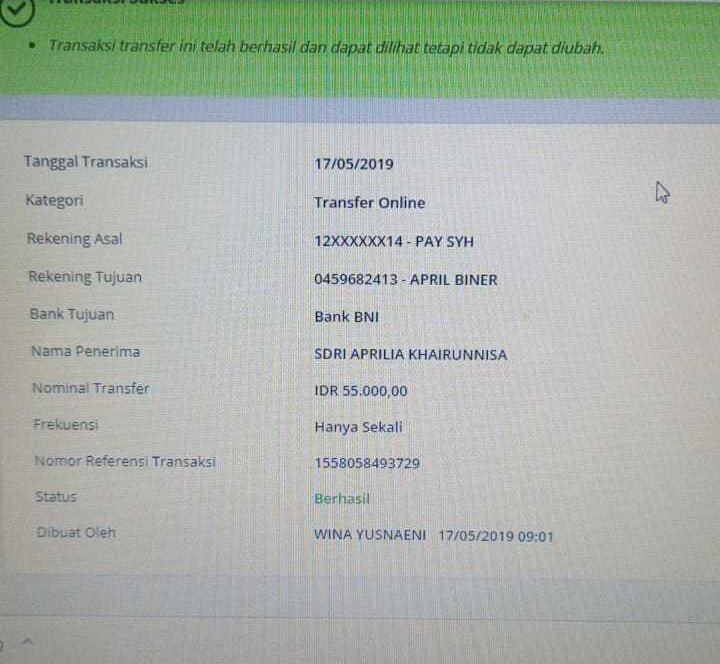 Transaksi Sukses
• Transaksi transfer ini telah berhasil dan dapat dilihat tetapi tidak dapat diubah.
Tanggal Transaksi 17/05/2019
Kategori Transfer Online
Rekening Asal 12XXXXXX14 - PAY SYH
Rekening Tujuan 0459682413 - APRIL BINER
Bank Tujuan Bank BNI
Nama Penerima SDRI APRILIA KHAIRUNNISA
Nominal Transfer IDR 55.000,00
Frekuensi Hanya Sekali
Nomor Referensi Transaksi 1558058493729
Status Berhasil
Dibuat Oleh WINA YUSNAENI 17/05/2019 09:01